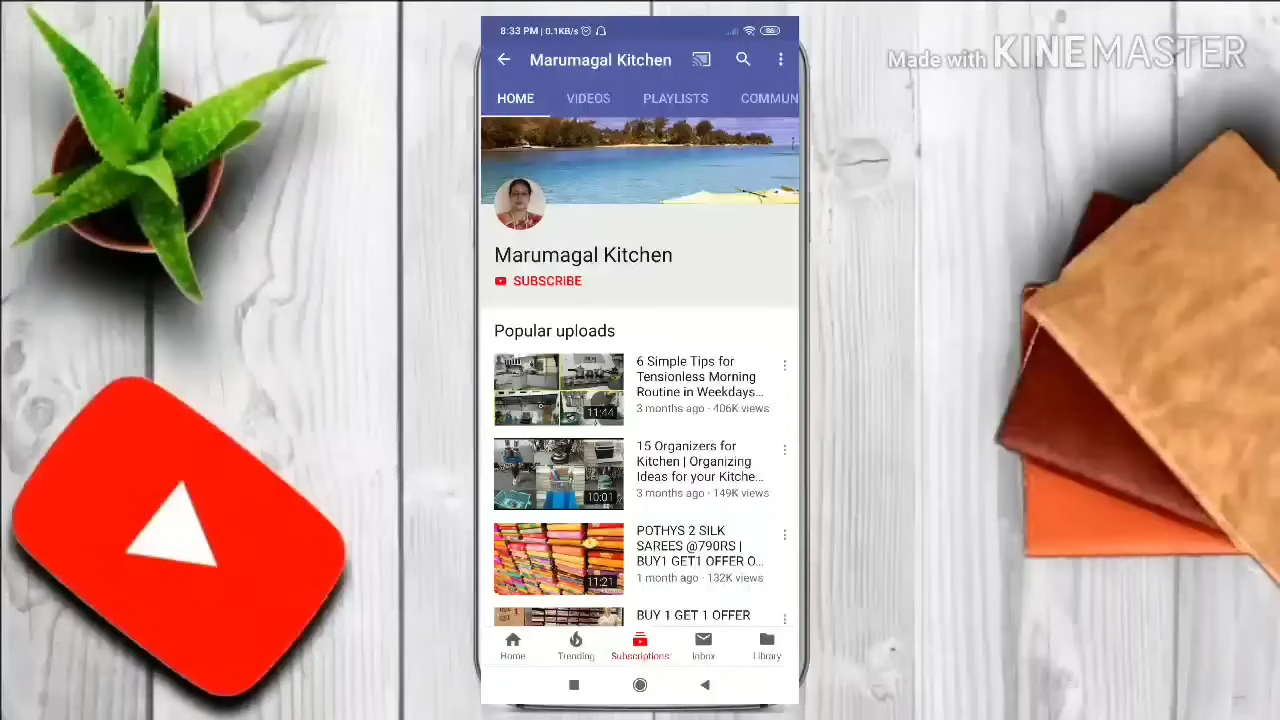 Made with KINEMASTER
8:33 PM | 0.1KB/s
Marumagal Kitchen
HOME VIDEOS PLAYLISTS COMMUN
Marumagal Kitchen
SUBSCRIBE
Popular uploads
6 Simple Tips for
Tensionless Morning
Routine in Weekdays...
3 months ago · 406K views
11:44
15 Organizers for
Kitchen | Organizing
Ideas for your Kitche...
3 months ago · 149K views
10:01
POTHYS 2 SILK
SAREES @790RS |
BUY1 GET1 OFFER O...
1 month ago · 132K views
11:21
BUY 1 GET 1 OFFER
Home Trending Subscriptions Inbox Library